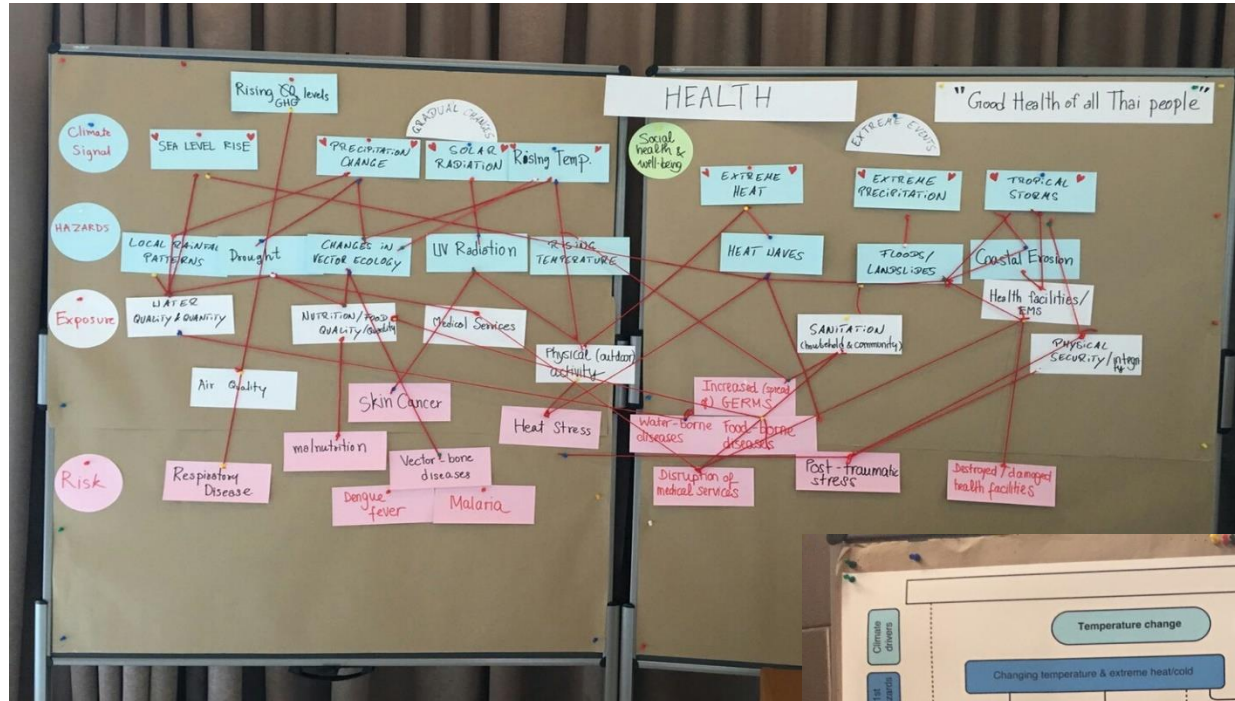 Rising CO2 levels
GHG
HEALTH
"Good Health of all Thai people"
Climate
Signal
GRADUAL CHANGES
EXTREME EVENTS
Social
health &
well-being
SEA LEVEL RISE
PRECIPITATION
CHANGE
SOLAR
RADIATION
Rising Temp.
EXTREME
HEAT
EXTREME
PRECIPITATION
TROPICAL
STORMS
HAZARDS
LOCAL RAINFAL
PATTERNS
Drought
CHANGES IN
VECTOR ECOLOGY
UV Radiation
RISING
TEMPERATURE
HEAT WAVES
FLOODS/
LANDSLIDES
Coastal Erosion
Exposure
WATER
QUALITY & QUANTITY
NUTRITION/FOOD
QUALITY/Quantity
Medical Services
Physical (outdoor)
activity
SANITATION
(household & community)
Health facilities/
EMS
PHYSICAL
SECURITY/integrity
Air Quality
Skin Cancer
Heat Stress
Increased (spread
of) GERMS
Water-borne
diseases
Food-borne
diseases
Risk
Respiratory
Disease
malnutrition
Vector-bone
diseases
Dengue
fever
Malaria
Disruption of
medical services
Post-traumatic
stress
Destroyed/damaged
health facilities
Climate
drivers
Temperature change
1st
hazards
Changing temperature & extreme heat/cold